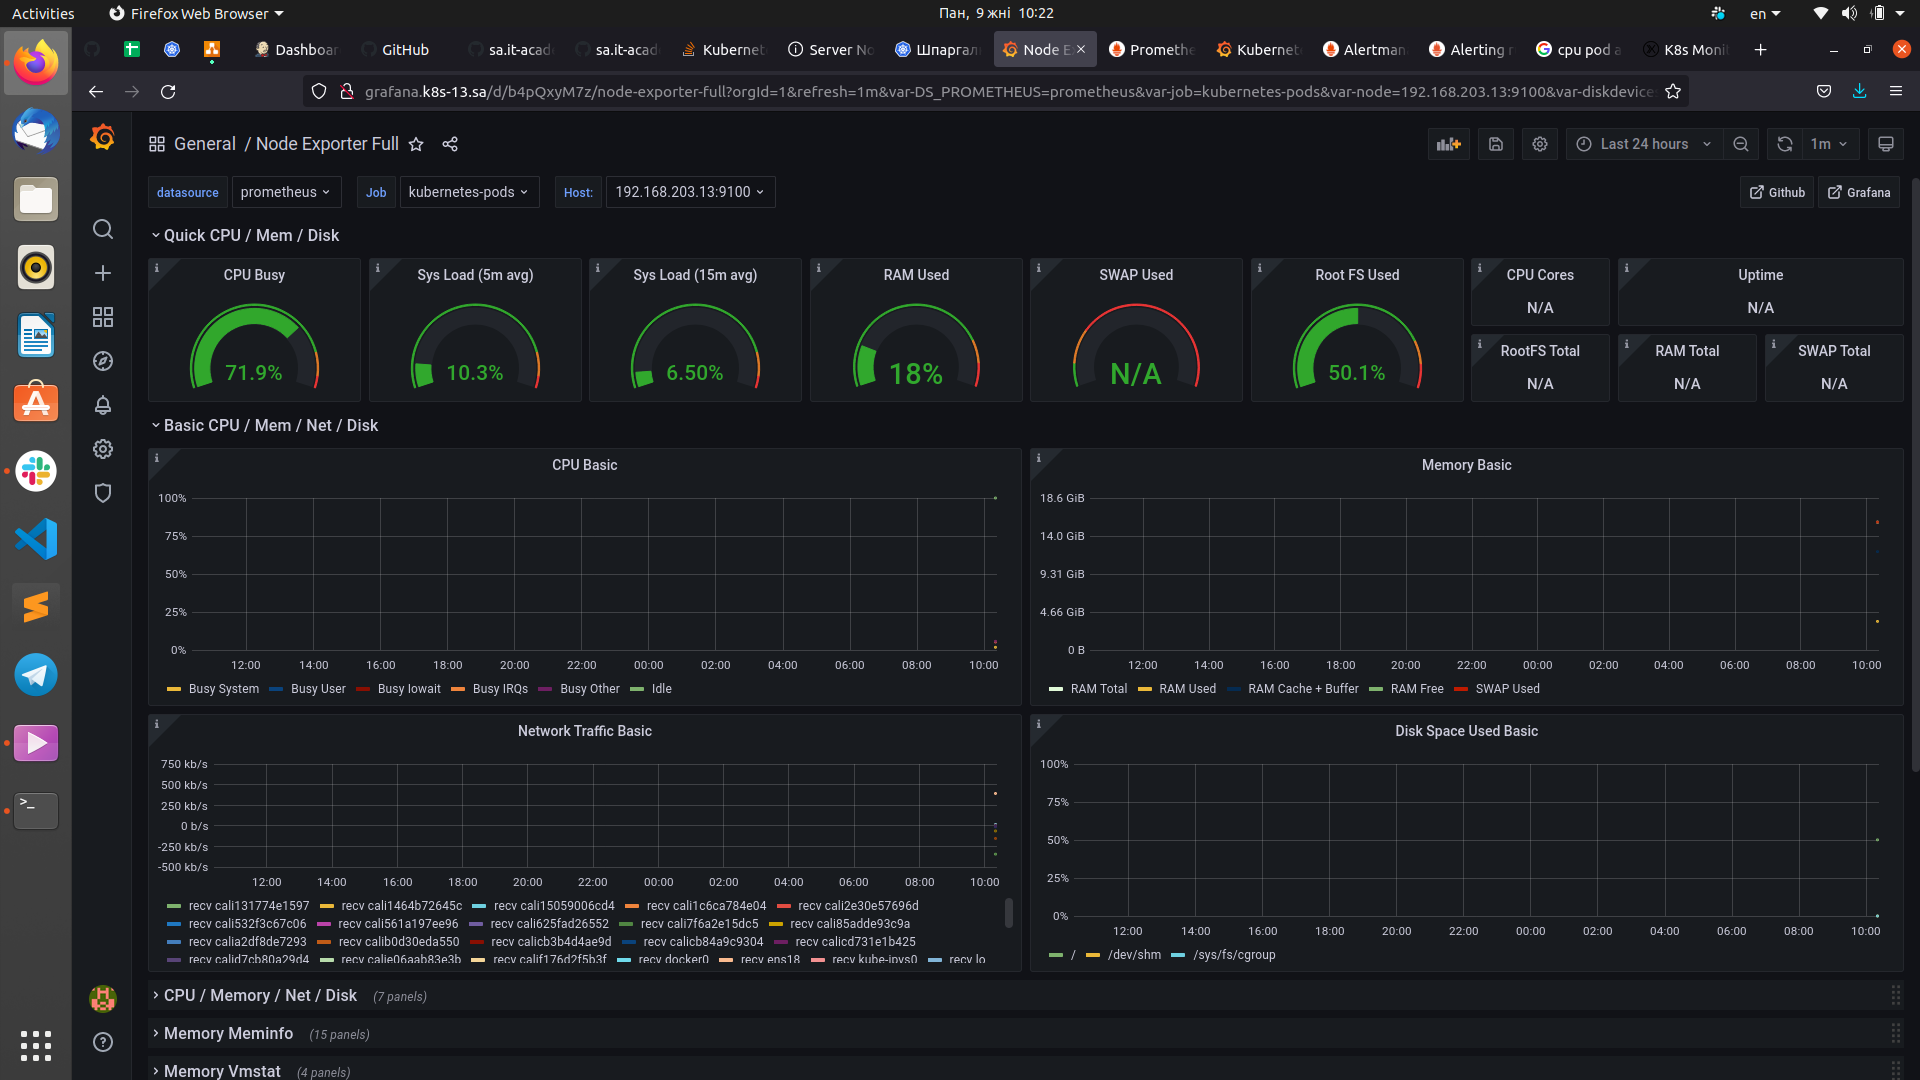 Activities
Firefox Web Browser
Пан, 9 жні 10:22
en
Dashboar
GitHub
sa.it-acade
sa.it-acade
Kubernete
Server No
Шпаргал
Node E
Promethe
Kubernete
Alertman
Alerting r
cpu pod a
K8s Monit
grafana.k8s-13.sa/d/b4pQxyM7z/node-exporter-full?orgId=1&refresh=1m&var-DS_PROMETHEUS=prometheus&var-job=kubernetes-pods&var-node=192.168.203.13:9100&var-diskdevice
General / Node Exporter Full
Last 24 hours
1m
datasource
prometheus
Job
kubernetes-pods
Host:
192.168.203.13:9100
Github
Grafana
Quick CPU / Mem / Disk
CPU Busy
71.9%
Sys Load (5m avg)
10.3%
Sys Load (15m avg)
6.50%
RAM Used
18%
SWAP Used
N/A
Root FS Used
50.1%
CPU Cores
N/A
Uptime
N/A
RootFS Total
N/A
RAM Total
N/A
SWAP Total
N/A
Basic CPU / Mem / Net / Disk
CPU Basic
100%
75%
50%
25%
0%
12:00 14:00 16:00 18:00 20:00 22:00 00:00 02:00 04:00 06:00 08:00 10:00
Busy System Busy User Busy Iowait Busy IRQs Busy Other Idle
Memory Basic
18.6 GiB
14.0 GiB
9.31 GiB
4.66 GiB
0 B
12:00 14:00 16:00 18:00 20:00 22:00 00:00 02:00 04:00 06:00 08:00 10:00
RAM Total RAM Used RAM Cache + Buffer RAM Free SWAP Used
Network Traffic Basic
750 kb/s
500 kb/s
250 kb/s
0 b/s
-250 kb/s
-500 kb/s
12:00 14:00 16:00 18:00 20:00 22:00 00:00 02:00 04:00 06:00 08:00 10:00
recv cali131774e1597 recv cali1464b72645c recv cali15059006cd4 recv cali1c6ca784e04 recv cali2e30e57696d
recv cali532f3c67c06 recv cali561a197ee96 recv cali625fad26552 recv cali7f6a2e15dc5 recv cali85adde93c9a
recv calia2df8de7293 recv calib0d30eda550 recv calicb3b4d4ae9d recv calicb84a9c9304 recv calicd731e1b425
recv calid7cb80a29d4 recv calie06aab83e3b recv calif176d2f5b3f recv docker0 recv ens18 recv kube-ipvs0 recv lo
Disk Space Used Basic
100%
75%
50%
25%
0%
12:00 14:00 16:00 18:00 20:00 22:00 00:00 02:00 04:00 06:00 08:00 10:00
/ /dev/shm /sys/fs/cgroup
CPU / Memory / Net / Disk (7 panels)
Memory Meminfo (15 panels)
Memory Vmstat (4 panels)